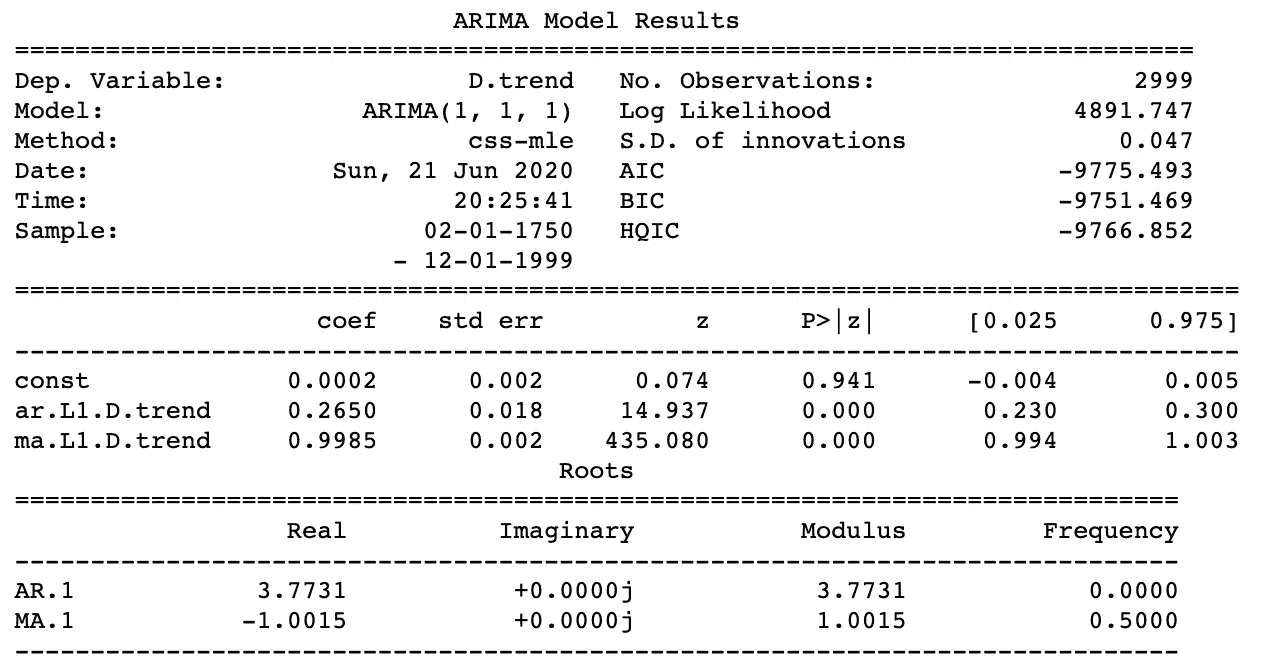 ARIMA Model Results
==============================================================================
Dep. Variable: D.trend No. Observations: 2999
Model: ARIMA(1, 1, 1) Log Likelihood 4891.747
Method: css-mle S.D. of innovations 0.047
Date: Sun, 21 Jun 2020 AIC -9775.493
Time: 20:25:41 BIC -9751.469
Sample: 02-01-1750 HQIC -9766.852
- 12-01-1999
=================================================================================
coef std err z P>|z| [0.025 0.975]
---------------------------------------------------------------------------------
const 0.0002 0.002 0.074 0.941 -0.004 0.005
ar.L1.D.trend 0.2650 0.018 14.937 0.000 0.230 0.300
ma.L1.D.trend 0.9985 0.002 435.080 0.000 0.994 1.003
Roots
=============================================================================
Real Imaginary Modulus Frequency
-----------------------------------------------------------------------------
AR.1 3.7731 +0.0000j 3.7731 0.0000
MA.1 -1.0015 +0.0000j 1.0015 0.5000
-----------------------------------------------------------------------------